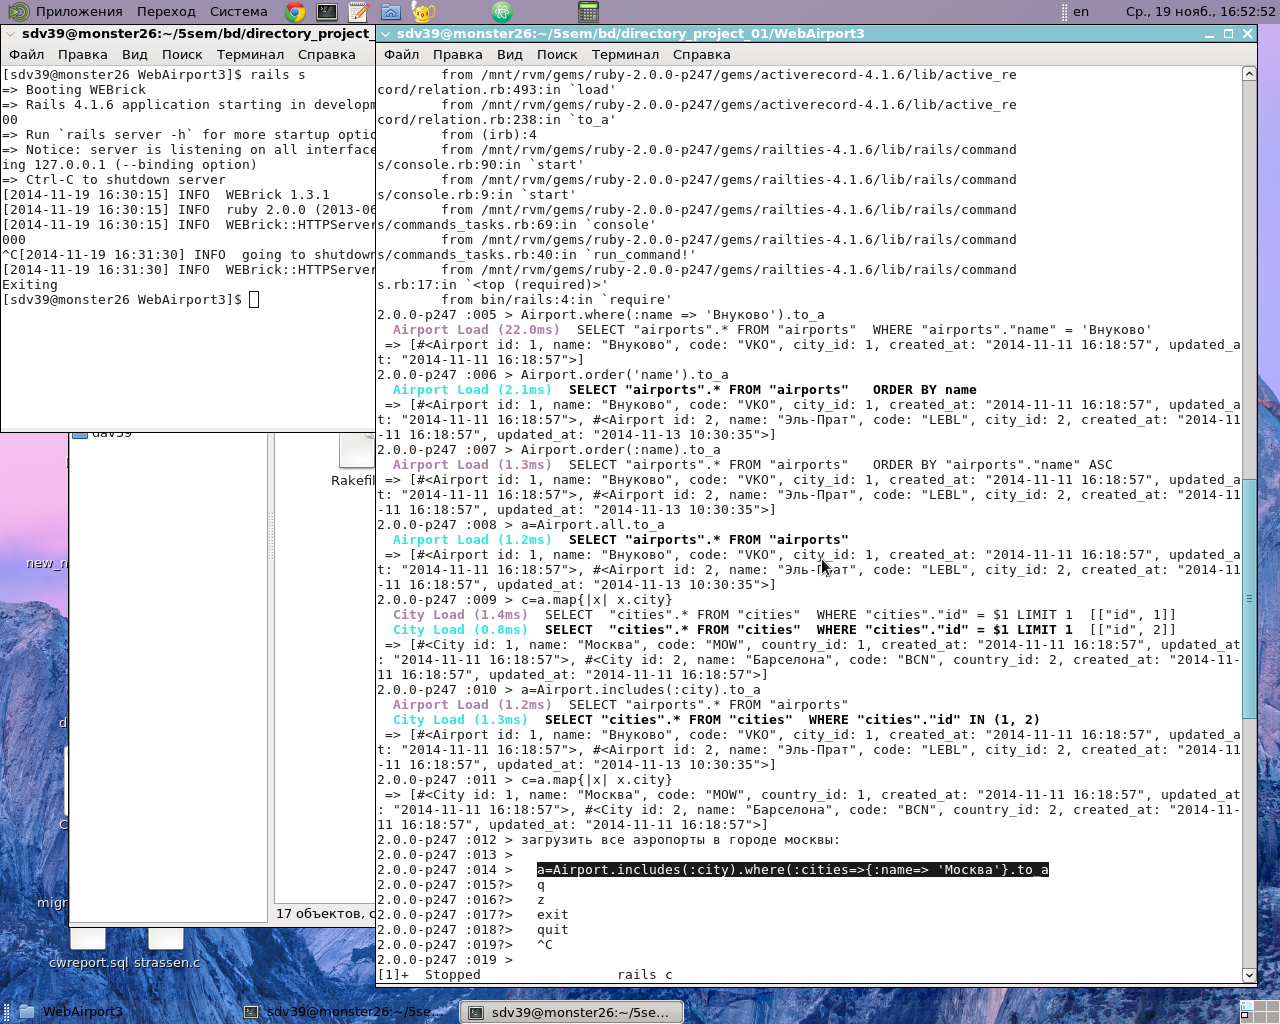 Приложения Переход Система en Ср., 19 нояб., 16:52:52
sdv39@monster26:~/5sem/bd/directory_project_
Файл Правка Вид Поиск Терминал Справка
[sdv39@monster26 WebAirport3]$ rails s
=> Booting WEBrick
=> Rails 4.1.6 application starting in developm
00
=> Run `rails server -h` for more startup optio
=> Notice: server is listening on all interface
ing 127.0.0.1 (--binding option)
=> Ctrl-C to shutdown server
[2014-11-19 16:30:15] INFO  WEBrick 1.3.1
[2014-11-19 16:30:15] INFO  ruby 2.0.0 (2013-06
[2014-11-19 16:30:15] INFO  WEBrick::HTTPServer
000
^C[2014-11-19 16:31:30] INFO  going to shutdown
[2014-11-19 16:31:30] INFO  WEBrick::HTTPServer
Exiting
[sdv39@monster26 WebAirport3]$
sdv39@monster26:~/5sem/bd/directory_project_01/WebAirport3
Файл Правка Вид Поиск Терминал Справка
from /mnt/rvm/gems/ruby-2.0.0-p247/gems/activerecord-4.1.6/lib/active_re
cord/relation.rb:493:in `load'
from /mnt/rvm/gems/ruby-2.0.0-p247/gems/activerecord-4.1.6/lib/active_re
cord/relation.rb:238:in `to_a'
from (irb):4
from /mnt/rvm/gems/ruby-2.0.0-p247/gems/railties-4.1.6/lib/rails/command
s/console.rb:90:in `start'
from /mnt/rvm/gems/ruby-2.0.0-p247/gems/railties-4.1.6/lib/rails/command
s/console.rb:9:in `start'
from /mnt/rvm/gems/ruby-2.0.0-p247/gems/railties-4.1.6/lib/rails/command
s/commands_tasks.rb:69:in `console'
from /mnt/rvm/gems/ruby-2.0.0-p247/gems/railties-4.1.6/lib/rails/command
s/commands_tasks.rb:40:in `run_command!'
from /mnt/rvm/gems/ruby-2.0.0-p247/gems/railties-4.1.6/lib/rails/command
s.rb:17:in `<top (required)>'
from bin/rails:4:in `require'
2.0.0-p247 :005 > Airport.where(:name => 'Внуково').to_a
Airport Load (22.0ms)  SELECT "airports".* FROM "airports"  WHERE "airports"."name" = 'Внуково'
=> [#<Airport id: 1, name: "Внуково", code: "VKO", city_id: 1, created_at: "2014-11-11 16:18:57", updated_a
t: "2014-11-11 16:18:57">]
2.0.0-p247 :006 > Airport.order('name').to_a
Airport Load (2.1ms)  SELECT "airports".* FROM "airports"   ORDER BY name
=> [#<Airport id: 1, name: "Внуково", code: "VKO", city_id: 1, created_at: "2014-11-11 16:18:57", updated_a
t: "2014-11-11 16:18:57">, #<Airport id: 2, name: "Эль-Прат", code: "LEBL", city_id: 2, created_at: "2014-11
-11 16:18:57", updated_at: "2014-11-13 10:30:35">]
2.0.0-p247 :007 > Airport.order(:name).to_a
Airport Load (1.3ms)  SELECT "airports".* FROM "airports"   ORDER BY "airports"."name" ASC
=> [#<Airport id: 1, name: "Внуково", code: "VKO", city_id: 1, created_at: "2014-11-11 16:18:57", updated_a
t: "2014-11-11 16:18:57">, #<Airport id: 2, name: "Эль-Прат", code: "LEBL", city_id: 2, created_at: "2014-11
-11 16:18:57", updated_at: "2014-11-13 10:30:35">]
2.0.0-p247 :008 > a=Airport.all.to_a
Airport Load (1.2ms)  SELECT "airports".* FROM "airports"
=> [#<Airport id: 1, name: "Внуково", code: "VKO", city_id: 1, created_at: "2014-11-11 16:18:57", updated_a
t: "2014-11-11 16:18:57">, #<Airport id: 2, name: "Эль-Прат", code: "LEBL", city_id: 2, created_at: "2014-11
-11 16:18:57", updated_at: "2014-11-13 10:30:35">]
2.0.0-p247 :009 > c=a.map{|x| x.city}
City Load (1.4ms)  SELECT  "cities".* FROM "cities"  WHERE "cities"."id" = $1 LIMIT 1  [["id", 1]]
City Load (0.8ms)  SELECT  "cities".* FROM "cities"  WHERE "cities"."id" = $1 LIMIT 1  [["id", 2]]
=> [#<City id: 1, name: "Москва", code: "MOW", country_id: 1, created_at: "2014-11-11 16:18:57", updated_at
: "2014-11-11 16:18:57">, #<City id: 2, name: "Барселона", code: "BCN", country_id: 2, created_at: "2014-11-
11 16:18:57", updated_at: "2014-11-11 16:18:57">]
2.0.0-p247 :010 > a=Airport.includes(:city).to_a
Airport Load (1.2ms)  SELECT "airports".* FROM "airports"
City Load (1.3ms)  SELECT "cities".* FROM "cities"  WHERE "cities"."id" IN (1, 2)
=> [#<Airport id: 1, name: "Внуково", code: "VKO", city_id: 1, created_at: "2014-11-11 16:18:57", updated_a
t: "2014-11-11 16:18:57">, #<Airport id: 2, name: "Эль-Прат", code: "LEBL", city_id: 2, created_at: "2014-11
-11 16:18:57", updated_at: "2014-11-13 10:30:35">]
2.0.0-p247 :011 > c=a.map{|x| x.city}
=> [#<City id: 1, name: "Москва", code: "MOW", country_id: 1, created_at: "2014-11-11 16:18:57", updated_at
: "2014-11-11 16:18:57">, #<City id: 2, name: "Барселона", code: "BCN", country_id: 2, created_at: "2014-11-
11 16:18:57", updated_at: "2014-11-11 16:18:57">]
2.0.0-p247 :012 > загрузить все аэропорты в городе москвы:
2.0.0-p247 :013 >
2.0.0-p247 :014 >   a=Airport.includes(:city).where(:cities=>{:name=> 'Москва'}.to_a
2.0.0-p247 :015?>   q
2.0.0-p247 :016?>   z
2.0.0-p247 :017?>   exit
2.0.0-p247 :018?>   quit
2.0.0-p247 :019?>   ^C
2.0.0-p247 :019 >
[1]+  Stopped                 rails c
Rakefil
new_n
d
C
migr
17 объектов, с
cwreport.sql strassen.c
WebAirport3
sdv39@monster26:~/5se...
sdv39@monster26:~/5se...